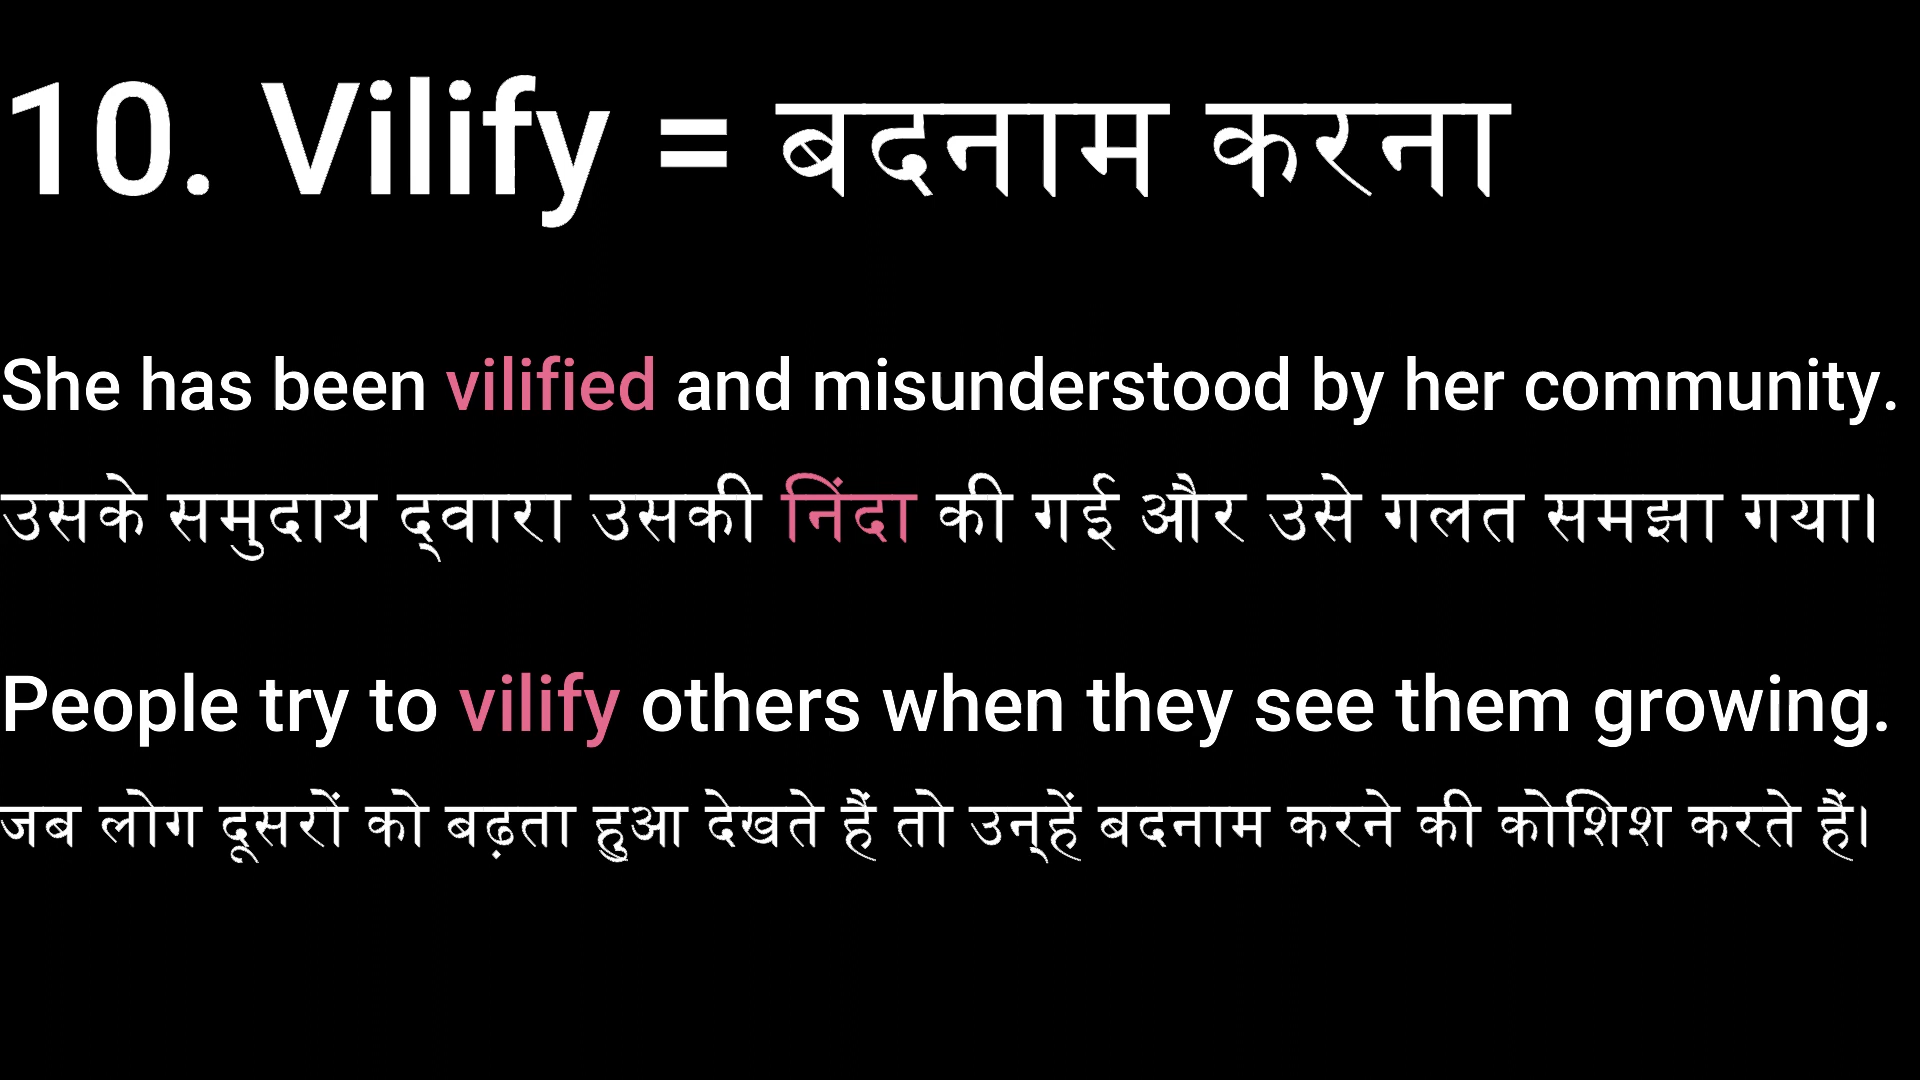 10. Vilify = बदनाम करना
She has been vilified and misunderstood by her community.
उसके समुदाय द्वारा उसकी निंदा की गई और उसे गलत समझा गया।
People try to vilify others when they see them growing.
जब लोग दूसरों को बढ़ता हुआ देखते हैं तो उन्हें बदनाम करने की कोशिश करते हैं।